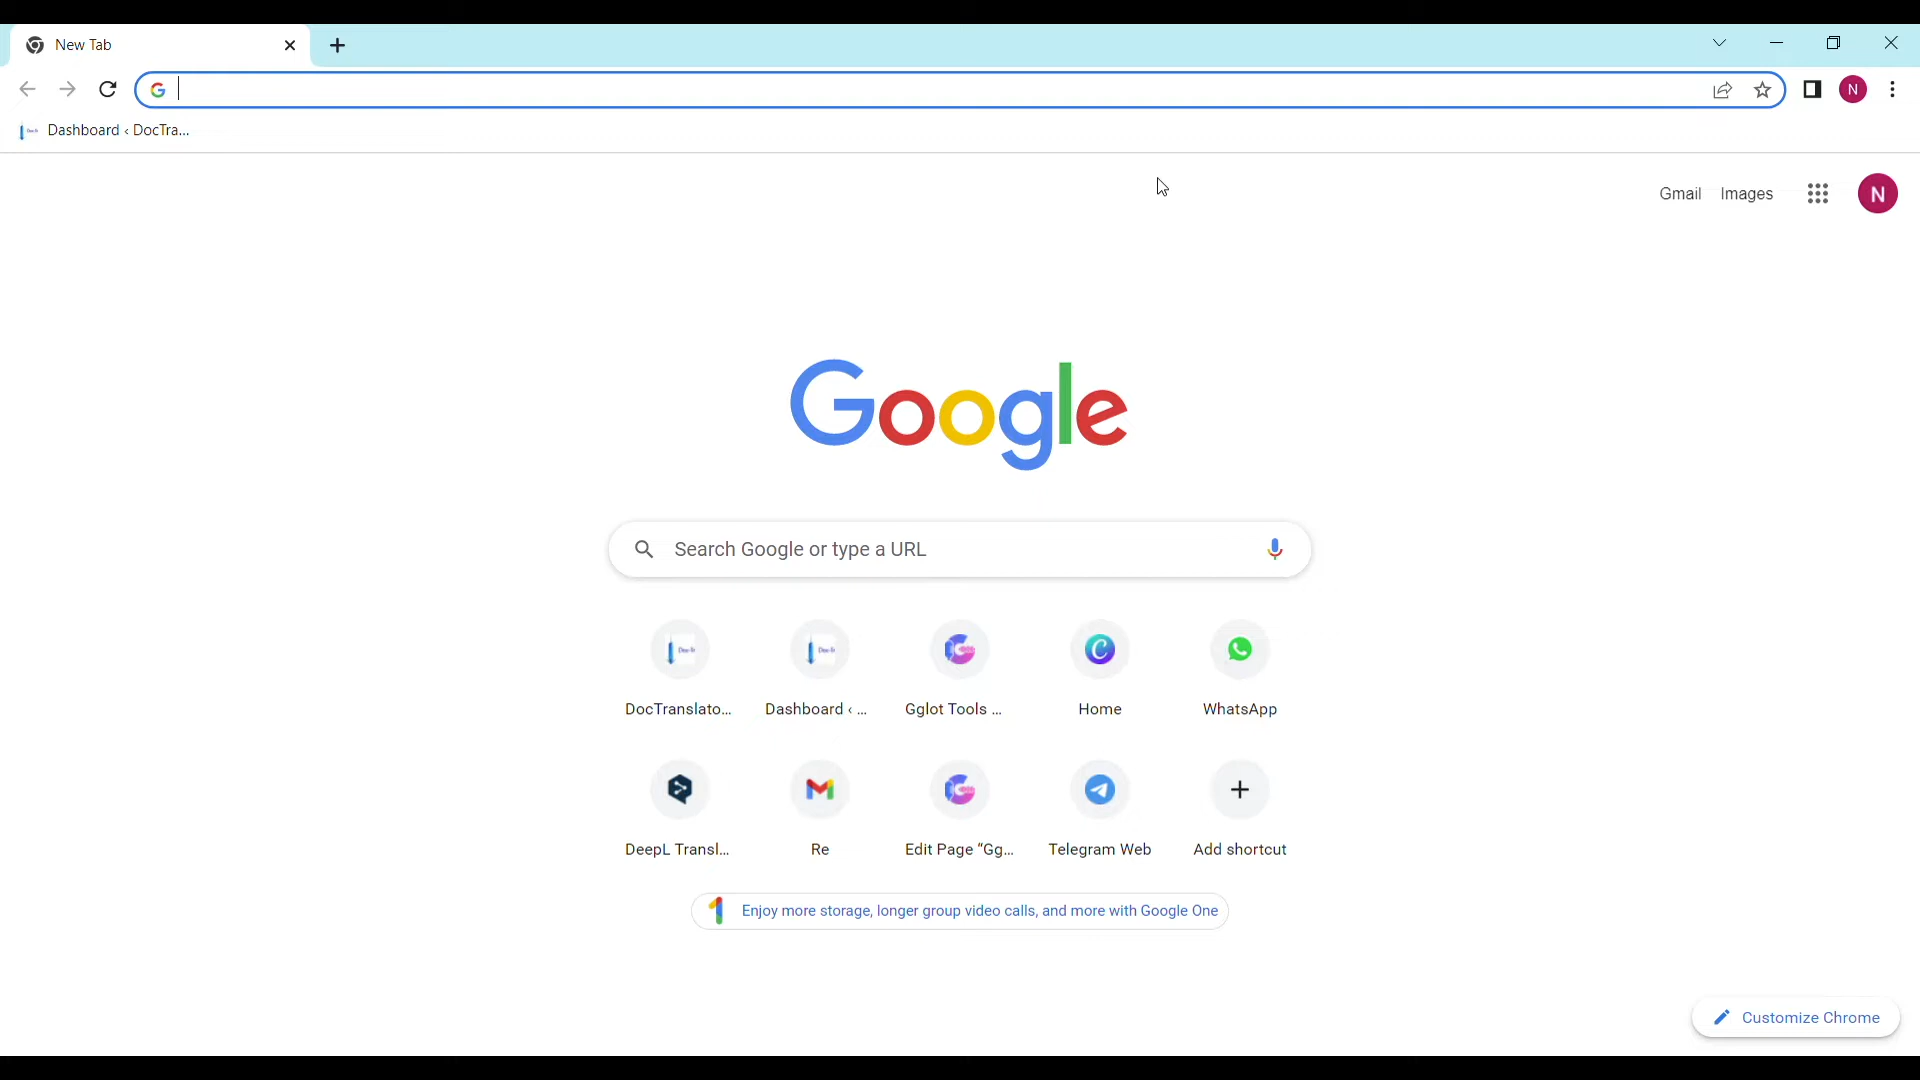 New Tab
G
Dashboard ‹ DocTra...
Gmail Images N
N
Google
Search Google or type a URL
DocTranslato... Dashboard ‹ ... Gglot Tools ... Home WhatsApp
DeepL Transl... Re Edit Page “Gg... Telegram Web Add shortcut
1 Enjoy more storage, longer group video calls, and more with Google One
Customize Chrome